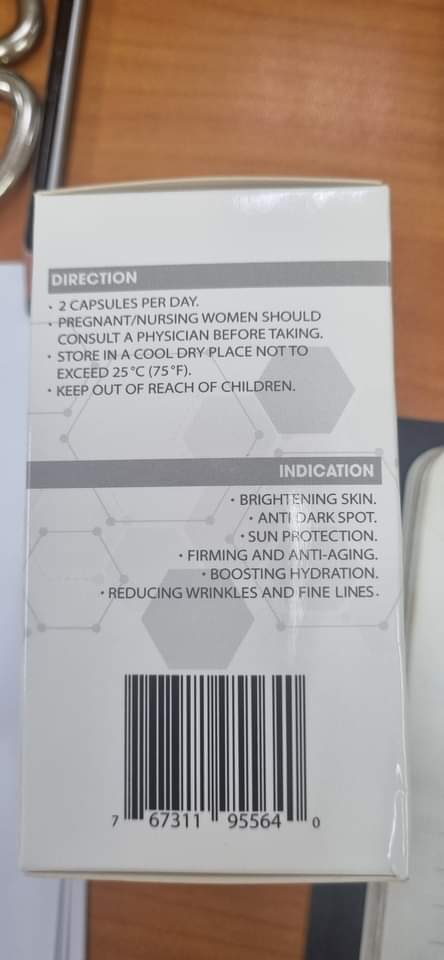 DIRECTION
• 2 CAPSULES PER DAY.
• PREGNANT/NURSING WOMEN SHOULD
CONSULT A PHYSICIAN BEFORE TAKING.
• STORE IN A COOL DRY PLACE NOT TO
EXCEED 25°C (75°F).
• KEEP OUT OF REACH OF CHILDREN.
INDICATION
• BRIGHTENING SKIN.
• ANTI DARK SPOT.
• SUN PROTECTION.
• FIRMING AND ANTI-AGING.
• BOOSTING HYDRATION.
• REDUCING WRINKLES AND FINE LINES.
7 67311 95564 0